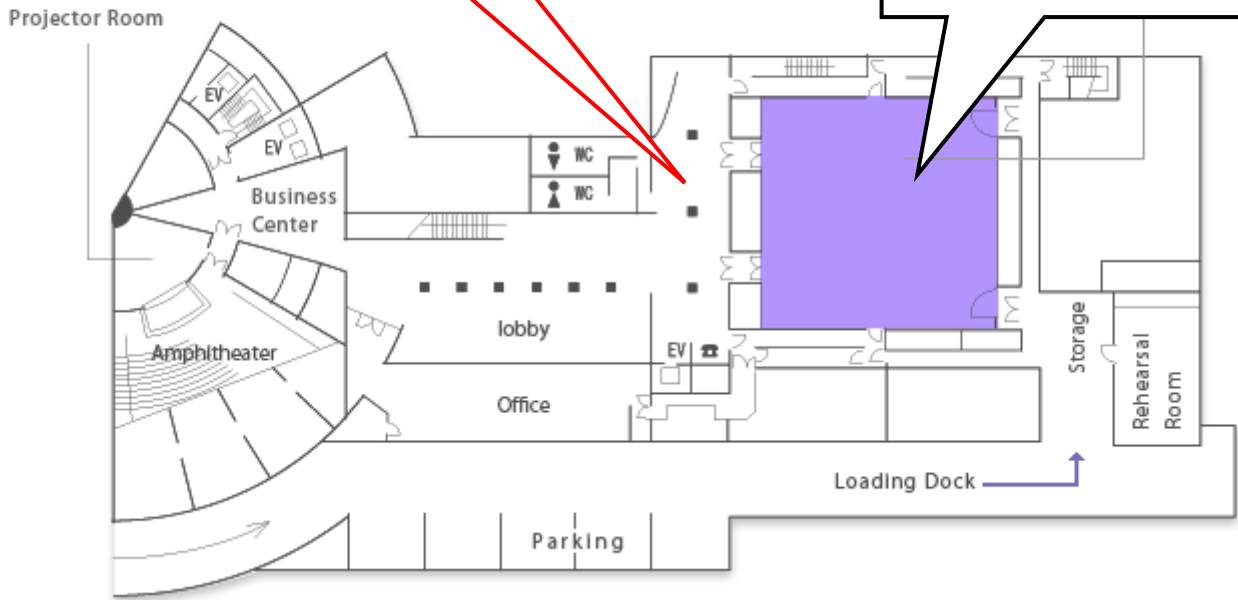 Projector Room
EV
EV
WC
WC
Business
Center
lobby
Amphitheater
EV
Office
Storage
Rehearsal
Room
Loading Dock
Parking